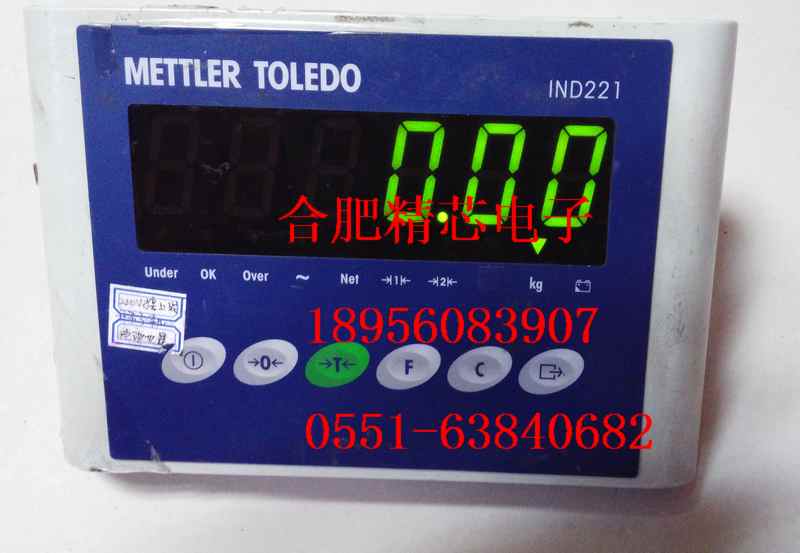 METTLER TOLEDO
IND221
0.00
合肥精芯电子
Under OK Over ~ Net →1← →2← kg
18956083907
→0← →T← F C
0551-63840682